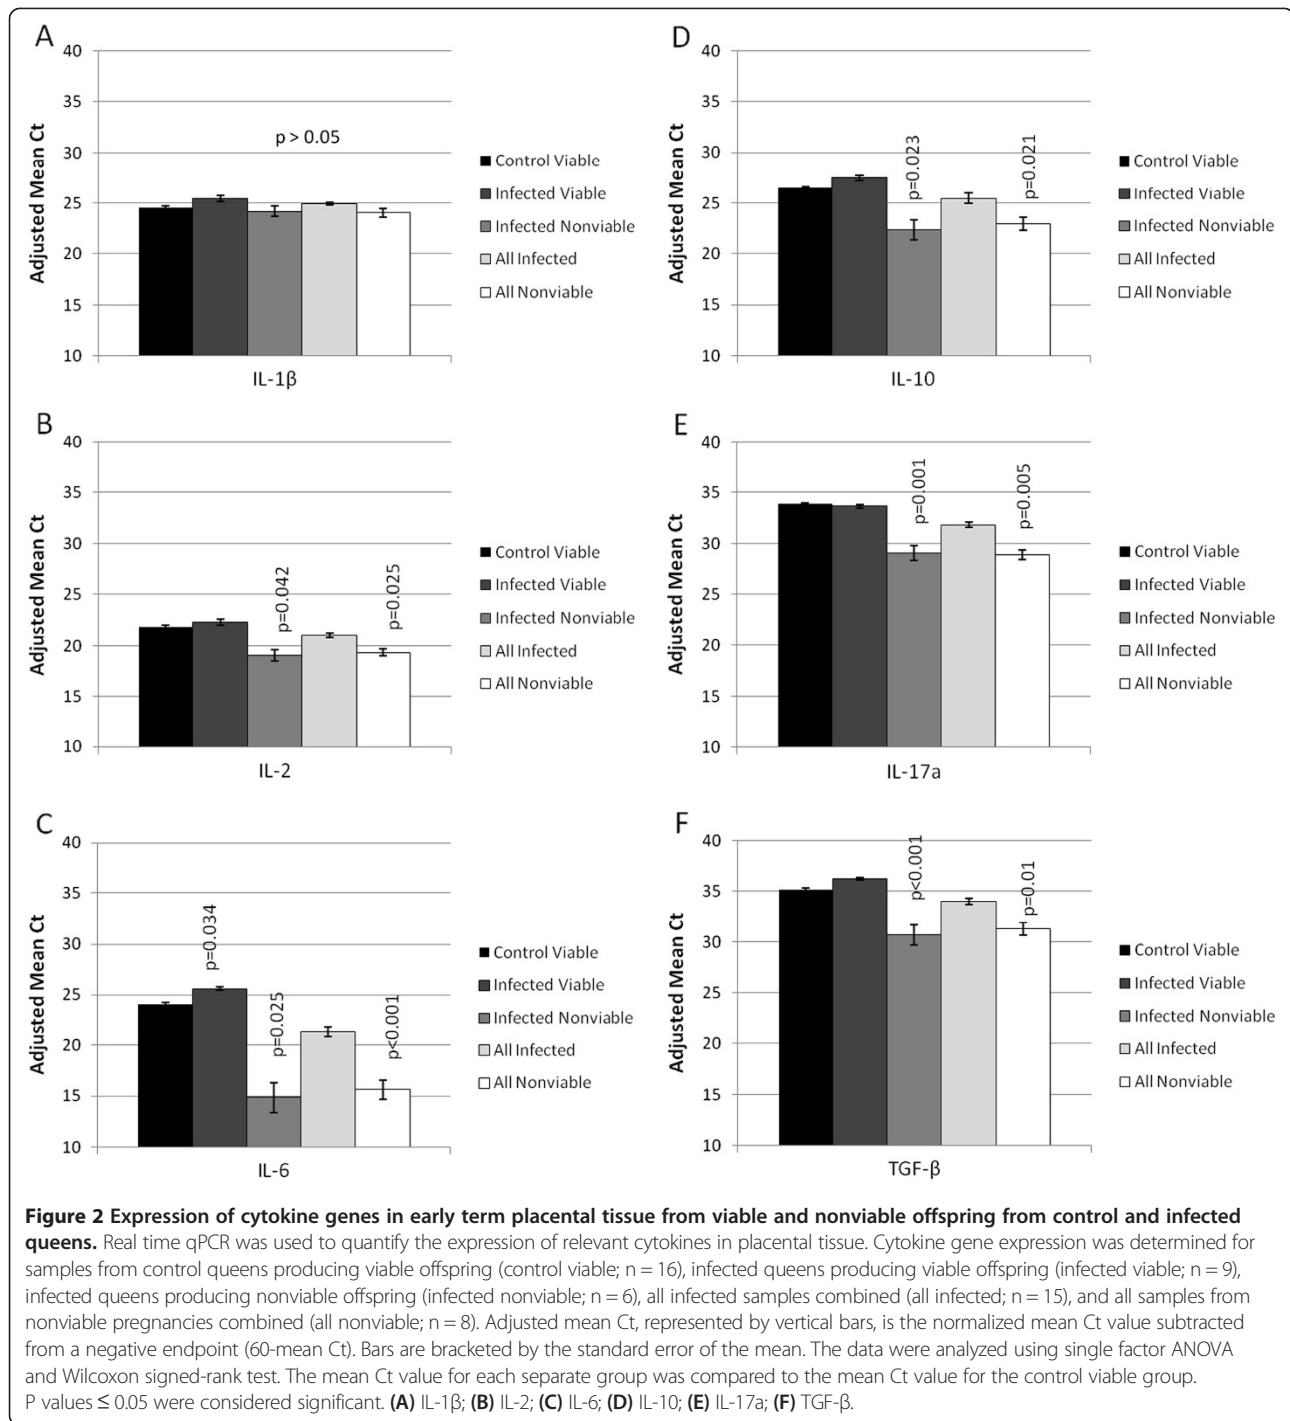 A
Adjusted Mean Ct
40
35
30
25
20
15
10
p > 0.05
IL-1β
Control Viable
Infected Viable
Infected Nonviable
All Infected
All Nonviable
D
Adjusted Mean Ct
40
35
30
25
20
15
10
p=0.023
p=0.021
IL-10
Control Viable
Infected Viable
Infected Nonviable
All Infected
All Nonviable
B
Adjusted Mean Ct
40
35
30
25
20
15
10
p=0.042
p=0.025
IL-2
Control Viable
Infected Viable
Infected Nonviable
All Infected
All Nonviable
E
Adjusted Mean Ct
40
35
30
25
20
15
10
p=0.001
p=0.005
IL-17a
Control Viable
Infected Viable
Infected Nonviable
All Infected
All Nonviable
C
Adjusted Mean Ct
40
35
30
25
20
15
10
p=0.034
p=0.025
p<0.001
IL-6
Control Viable
Infected Viable
Infected Nonviable
All Infected
All Nonviable
F
Adjusted Mean Ct
40
35
30
25
20
15
10
p<0.001
p=0.01
TGF-β
Control Viable
Infected Viable
Infected Nonviable
All Infected
All Nonviable
Figure 2 Expression of cytokine genes in early term placental tissue from viable and nonviable offspring from control and infected
queens. Real time qPCR was used to quantify the expression of relevant cytokines in placental tissue. Cytokine gene expression was determined for
samples from control queens producing viable offspring (control viable; n = 16), infected queens producing viable offspring (infected viable; n = 9),
infected queens producing nonviable offspring (infected nonviable; n = 6), all infected samples combined (all infected; n = 15), and all samples from
nonviable pregnancies combined (all nonviable; n = 8). Adjusted mean Ct, represented by vertical bars, is the normalized mean Ct value subtracted
from a negative endpoint (60-mean Ct). Bars are bracketed by the standard error of the mean. The data were analyzed using single factor ANOVA
and Wilcoxon signed-rank test. The mean Ct value for each separate group was compared to the mean Ct value for the control viable group.
P values ≤ 0.05 were considered significant. (A) IL-1β; (B) IL-2; (C) IL-6; (D) IL-10; (E) IL-17a; (F) TGF-β.